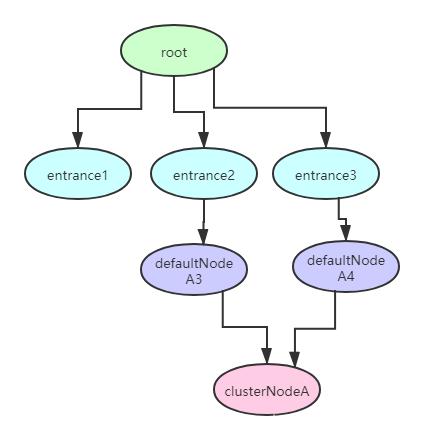 root
entrance1
entrance2
entrance3
defaultNode
A3
defaultNode
A4
clusterNodeA